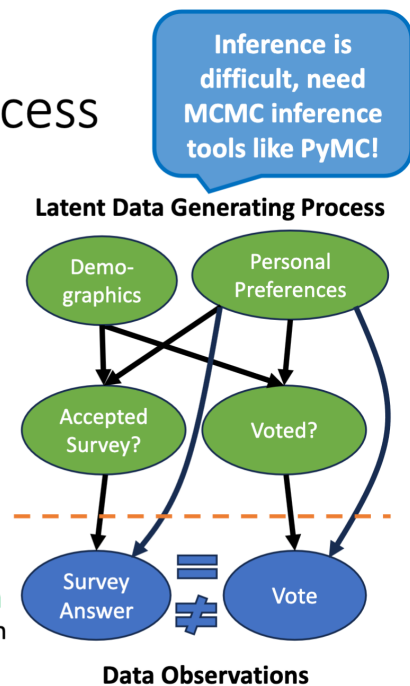 Inference is
difficult, need
MCMC inference
tools like PyMC!
cess
Latent Data Generating Process
Demo-
graphics
Personal
Preferences
Accepted
Survey?
Voted?
Survey
Answer
=
≠
Vote
n
Data Observations